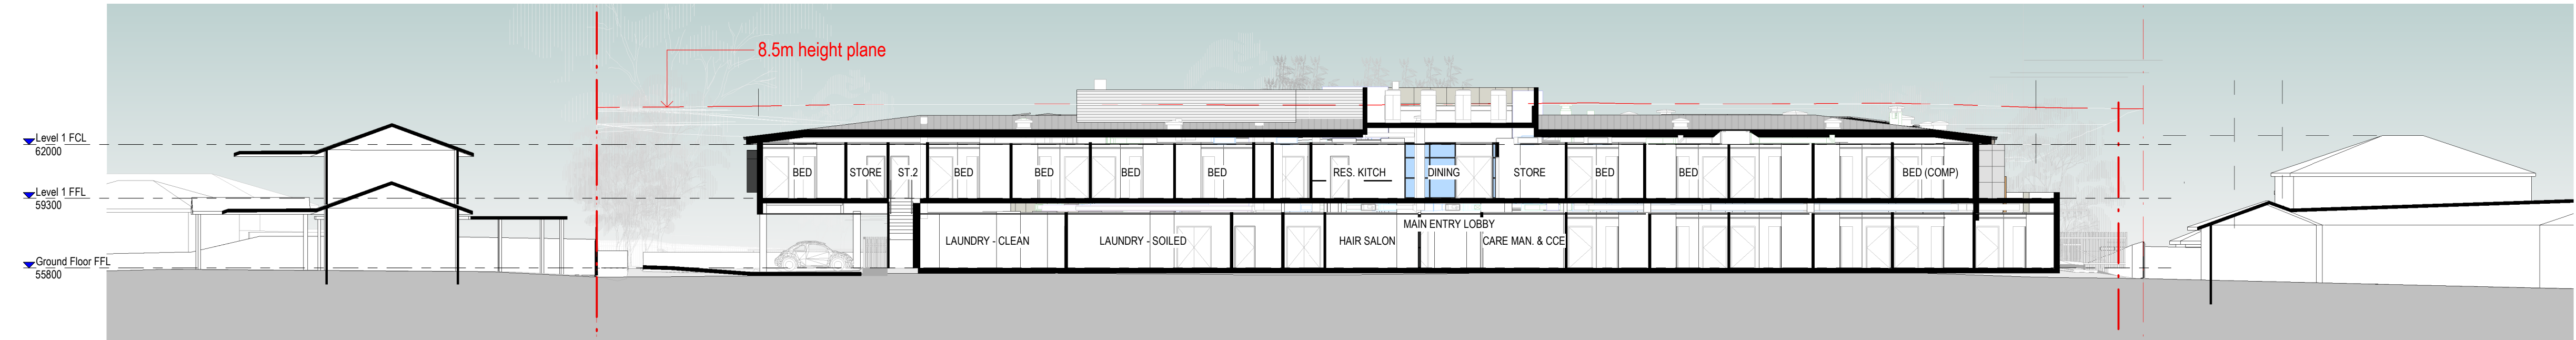 8.5m height plane
Level 1 FCL
62000
Level 1 FFL
59300
Ground Floor FFL
55800
BED
STORE
ST.2
BED
BED
BED
BED
RES. KITCH
DINING
STORE
BED
BED
BED (COMP)
MAIN ENTRY LOBBY
LAUNDRY - CLEAN
LAUNDRY - SOILED
HAIR SALON
CARE MAN. & CCE